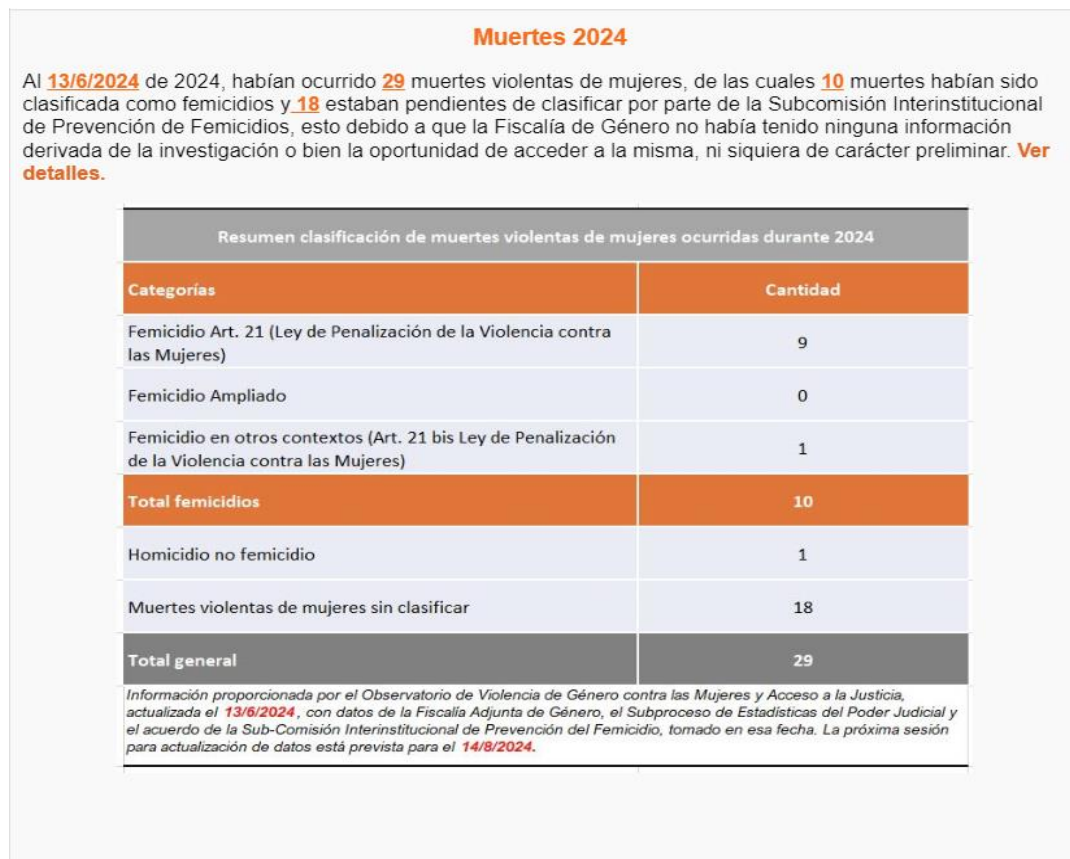 Muertes 2024
Al 13/6/2024 de 2024, habían ocurrido 29 muertes violentas de mujeres, de las cuales 10 muertes habían sido
clasificada como femicidios y 18 estaban pendientes de clasificar por parte de la Subcomisión Interinstitucional
de Prevención de Femicidios, esto debido a que la Fiscalía de Género no había tenido ninguna información
derivada de la investigación o bien la oportunidad de acceder a la misma, ni siquiera de carácter preliminar. Ver
detalles.
Resumen clasificación de muertes violentas de mujeres ocurridas durante 2024
Categorías Cantidad
Femicidio Art. 21 (Ley de Penalización de la Violencia contra
las Mujeres) 9
Femicidio Ampliado 0
Femicidio en otros contextos (Art. 21 bis Ley de Penalización
de la Violencia contra las Mujeres) 1
Total femicidios 10
Homicidio no femicidio 1
Muertes violentas de mujeres sin clasificar 18
Total general 29
Información proporcionada por el Observatorio de Violencia de Género contra las Mujeres y Acceso a la Justicia,
actualizada el 13/6/2024, con datos de la Fiscalía Adjunta de Género, el Subproceso de Estadísticas del Poder Judicial y
el acuerdo de la Sub-Comisión Interinstitucional de Prevención del Femicidio, tomado en esa fecha. La próxima sesión
para actualización de datos está prevista para el 14/8/2024.